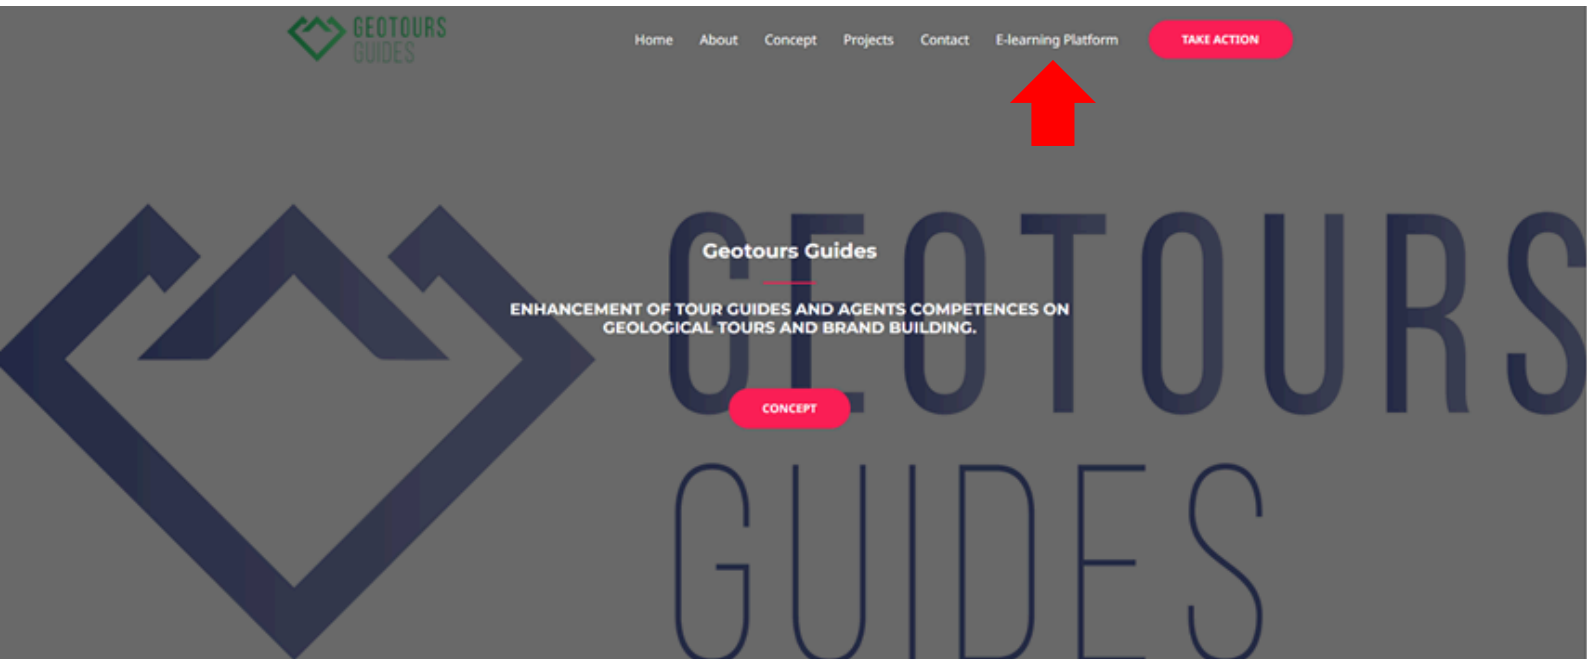 GEOTOURS
GUIDES
Home About Concept Projects Contact E-learning Platform TAKE ACTION
GEOTOURS
GUIDES
Geotours Guides
ENHANCEMENT OF TOUR GUIDES AND AGENTS COMPETENCES ON
GEOLOGICAL TOURS AND BRAND BUILDING.
CONCEPT